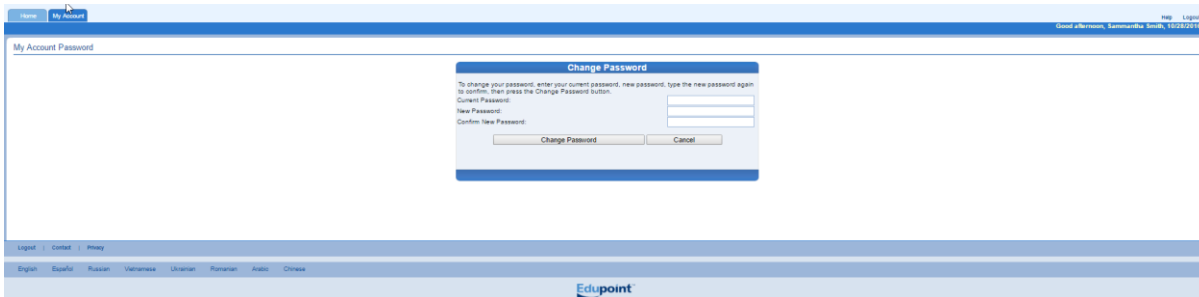 Home My Account
Help Logout
Good afternoon, Sammantha Smith, 10/28/2016
My Account Password
Change Password
To change your password, enter your current password, new password, type the new password again
to confirm, then press the Change Password button.
Current Password:
New Password:
Confirm New Password:
Change Password Cancel
Logout | Contact | Privacy
English Español Russian Vietnamese Ukrainian Romanian Arabic Chinese
Edupoint